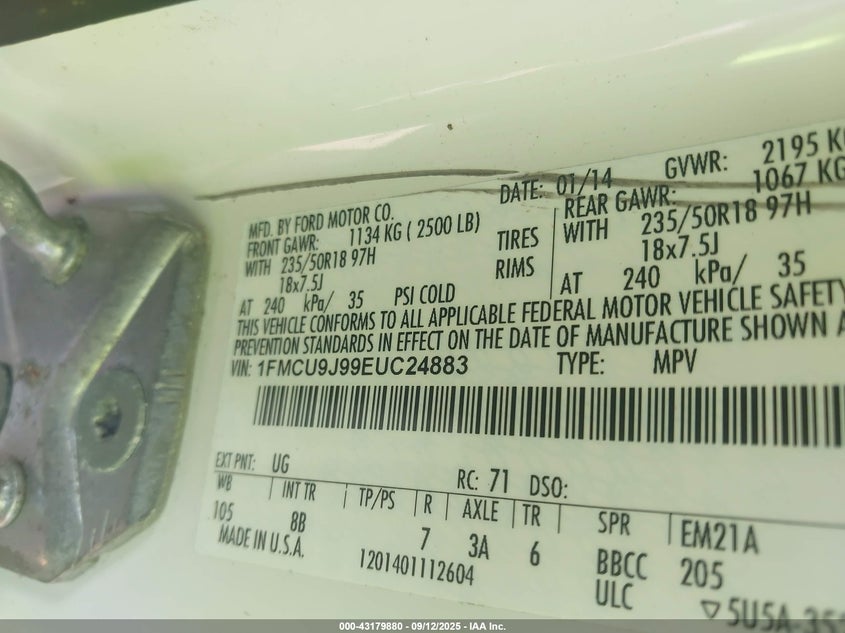 MFD. BY FORD MOTOR CO. DATE: 01/14 GVWR: 2195 KG
FRONT GAWR: 1134 KG ( 2500 LB) REAR GAWR: 1067 KG
WITH 235/50R18 97H TIRES WITH 235/50R18 97H
18x7.5J RIMS 18x7.5J
AT 240 kPa/ 35 PSI COLD AT 240 kPa/ 35
THIS VEHICLE CONFORMS TO ALL APPLICABLE FEDERAL MOTOR VEHICLE SAFETY
PREVENTION STANDARDS IN EFFECT ON THE DATE OF MANUFACTURE SHOWN A
VIN: 1FMCU9J99EUC24883 TYPE: MPV
EXT PNT: UG RC: 71 DSO:
WB INT TR TP/PS R AXLE TR SPR EM21A
105 8B 7 3A 6 BBCC 205
MADE IN U.S.A. 1201401112604 ULC ▽5U5A-35
000-43179880 - 09/12/2025 - IAA Inc.